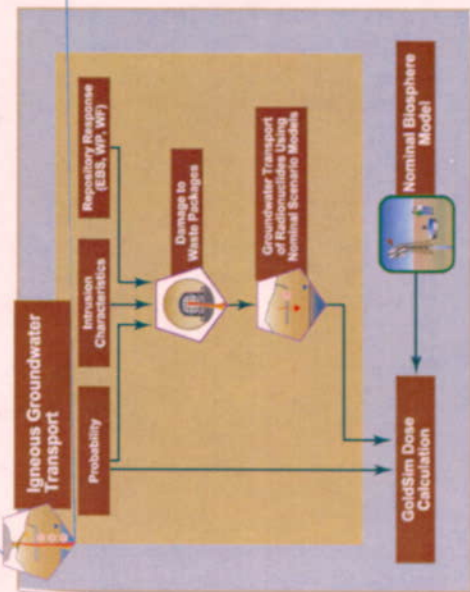 Igneous Groundwater
Transport
Probability
Intrusion
Characteristics
Repository Response
(EBS, WP, WF)
Damage to
Waste Packages
Groundwater Transport
of Radionuclides Using
Nominal Scenario Models
GoldSim Dose
Calculation
Nominal Biosphere
Model